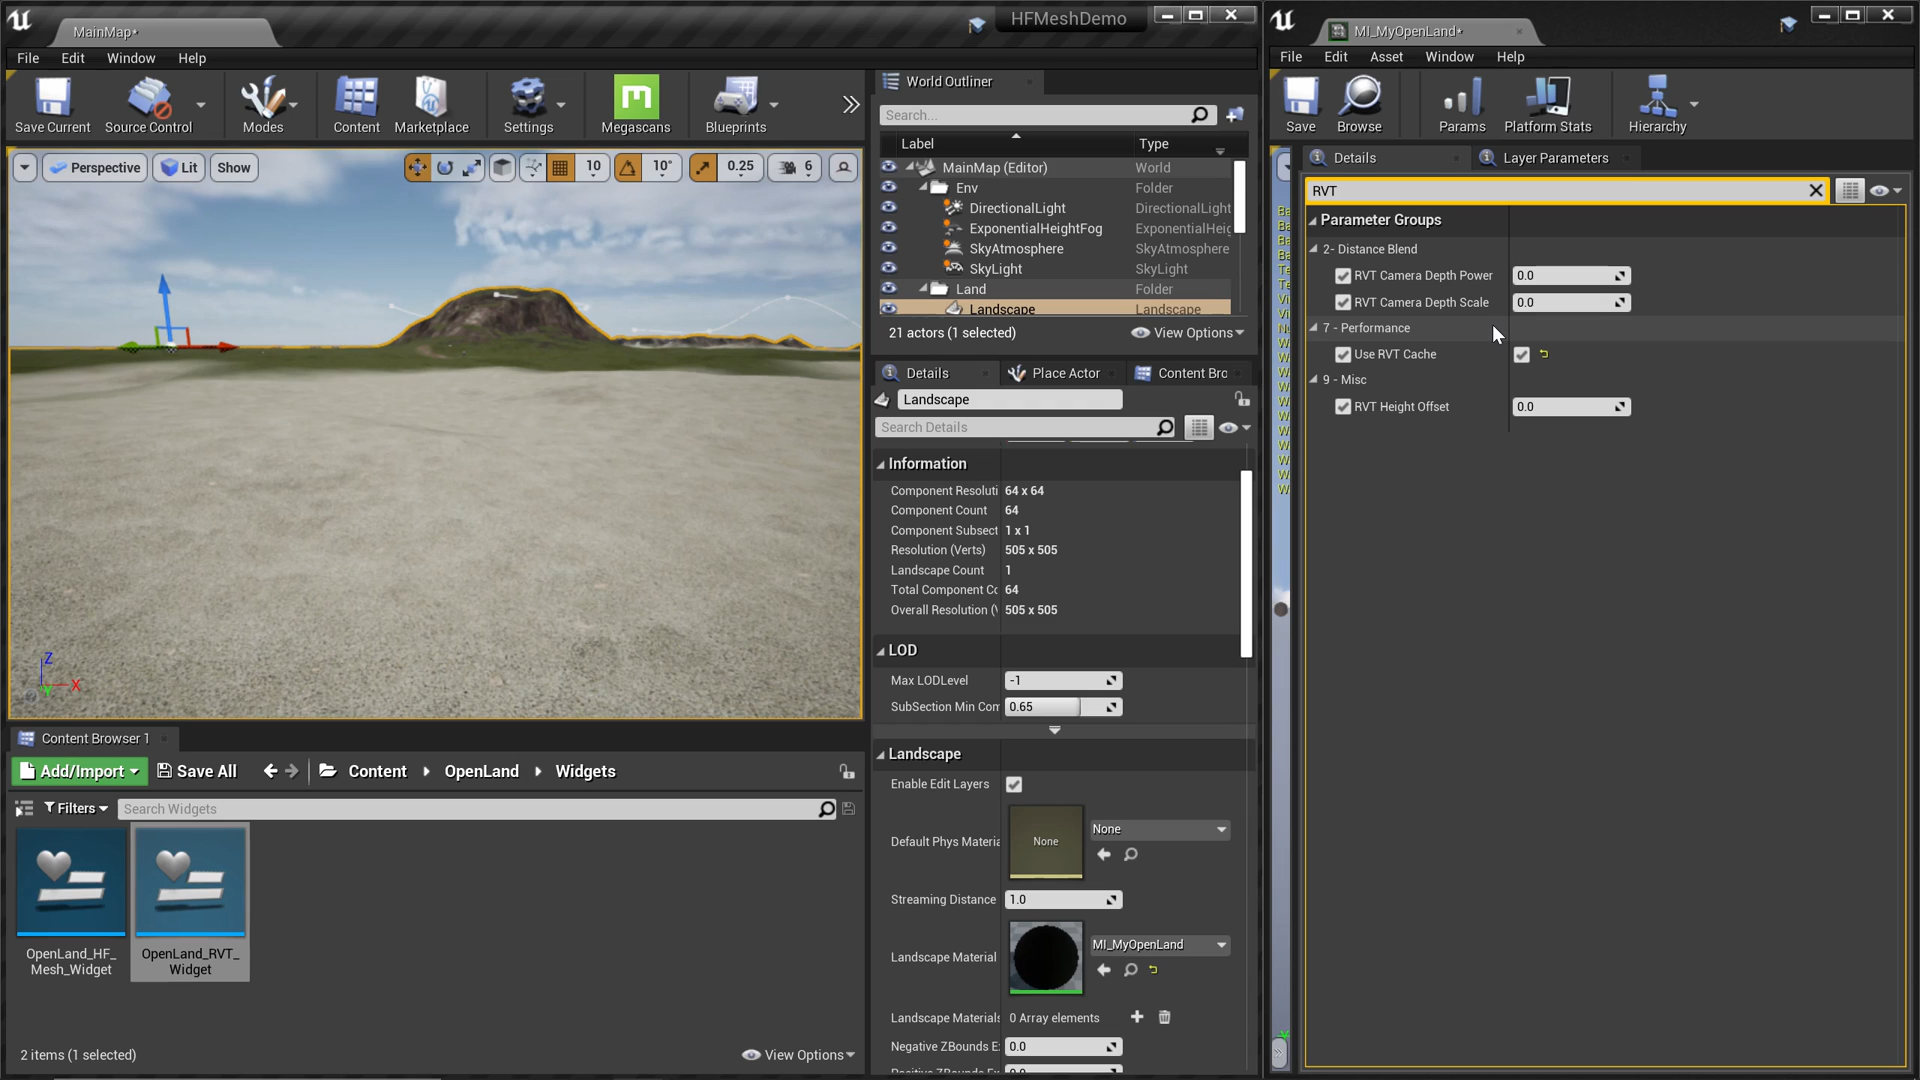 MainMap*
HFMeshDemo
File Edit Window Help
Save Current Source Control Modes Content Marketplace Settings Megascans Blueprints
Perspective Lit Show 10 10° 0.25 6
Z
X
Y
Content Browser 1
Add/Import Save All Content OpenLand Widgets
Filters Search Widgets
OpenLand_HF_
Mesh_Widget
OpenLand_RVT_
Widget
2 items (1 selected) View Options
World Outliner
Search...
Label Type
MainMap (Editor) World
Env Folder
DirectionalLight DirectionalLight
ExponentialHeightFog ExponentialHeig
SkyAtmosphere SkyAtmosphere
SkyLight SkyLight
Land Folder
Landscape Landscape
21 actors (1 selected) View Options
Details Place Actor Content Bro
Landscape
Search Details
Information
Component Resoluti 64 x 64
Component Count 64
Component Subsect 1 x 1
Resolution (Verts) 505 x 505
Landscape Count 1
Total Component Co 64
Overall Resolution (V 505 x 505
LOD
Max LODLevel -1
SubSection Min Com 0.65
Landscape
Enable Edit Layers
Default Phys Materia None None
Streaming Distance 1.0
Landscape Material MI_MyOpenLand
Landscape Materials 0 Array elements
Negative ZBounds E 0.0
MI_MyOpenLand*
File Edit Asset Window Help
Save Browse Params Platform Stats Hierarchy
Details Layer Parameters
RVT
Parameter Groups
2- Distance Blend
RVT Camera Depth Power 0.0
RVT Camera Depth Scale 0.0
7 - Performance
Use RVT Cache
9 - Misc
RVT Height Offset 0.0